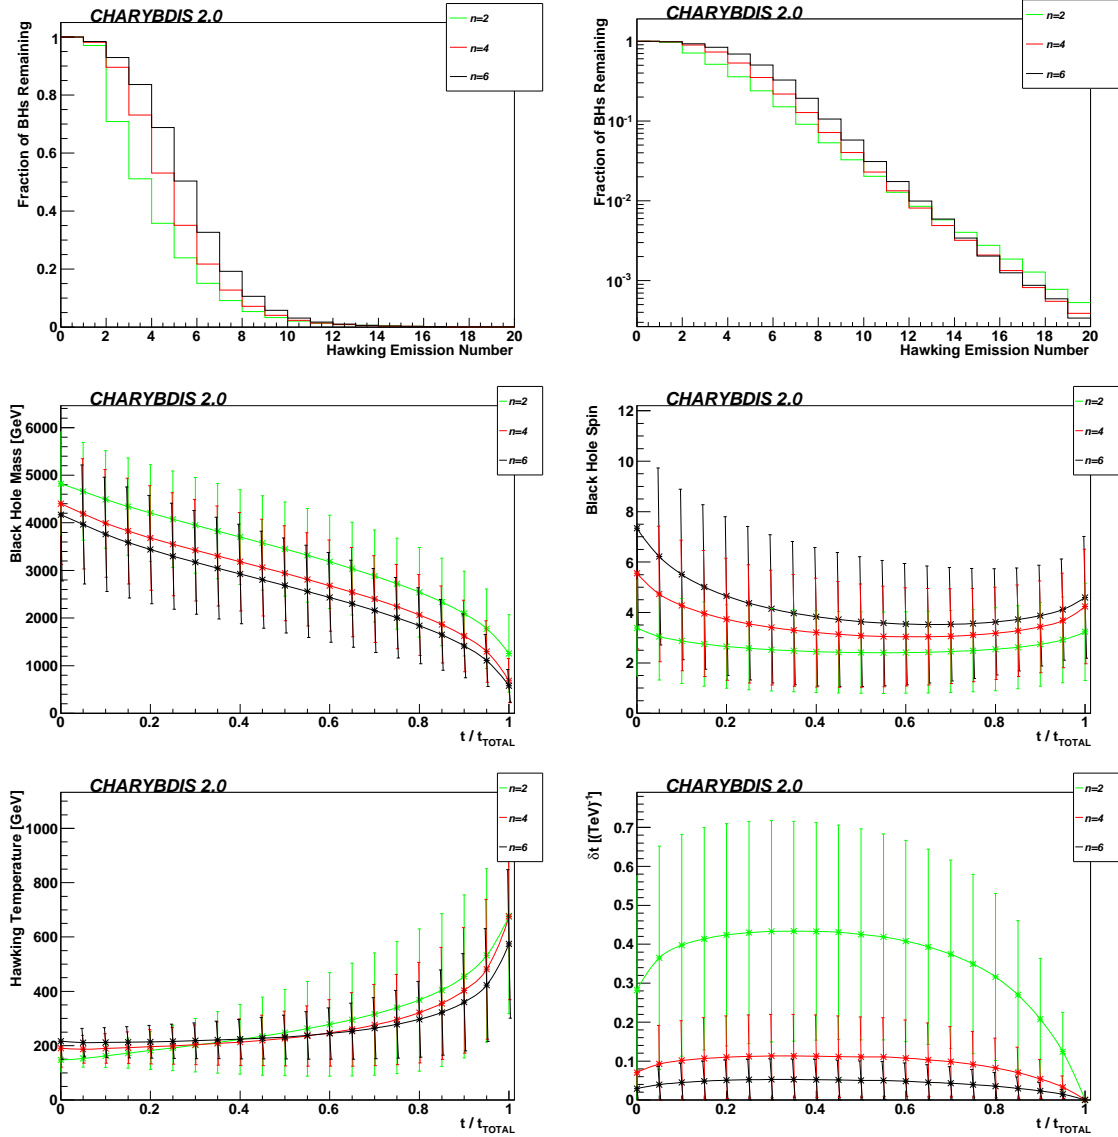 CHARYBDIS 2.0
n=2
n=4
n=6
Fraction of BHs Remaining
1
0.8
0.6
0.4
0.2
0
0 2 4 6 8 10 12 14 16 18 20
Hawking Emission Number
CHARYBDIS 2.0
n=2
n=4
n=6
Fraction of BHs Remaining
1
10⁻¹
10⁻²
10⁻³
0 2 4 6 8 10 12 14 16 18 20
Hawking Emission Number
CHARYBDIS 2.0
n=2
n=4
n=6
Black Hole Mass [GeV]
6000
5000
4000
3000
2000
1000
0
0 0.2 0.4 0.6 0.8 1
t / t_TOTAL
CHARYBDIS 2.0
n=2
n=4
n=6
Black Hole Spin
12
10
8
6
4
2
0
0 0.2 0.4 0.6 0.8 1
t / t_TOTAL
CHARYBDIS 2.0
n=2
n=4
n=6
Hawking Temperature [GeV]
1000
800
600
400
200
0
0 0.2 0.4 0.6 0.8 1
t / t_TOTAL
CHARYBDIS 2.0
n=2
n=4
n=6
δt [(TeV)⁻¹]
0.7
0.6
0.5
0.4
0.3
0.2
0.1
0
0 0.2 0.4 0.6 0.8 1
t / t_TOTAL